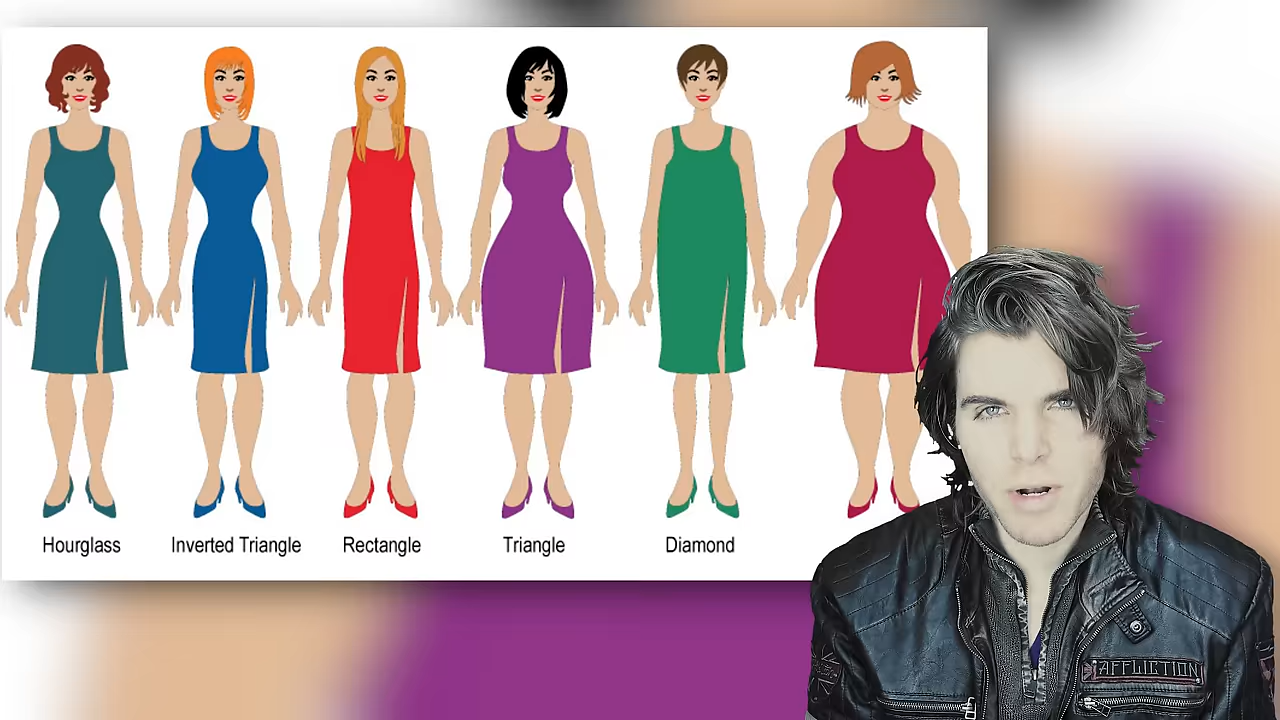 Hourglass
Inverted Triangle
Rectangle
Triangle
Diamond
AFFLICTION